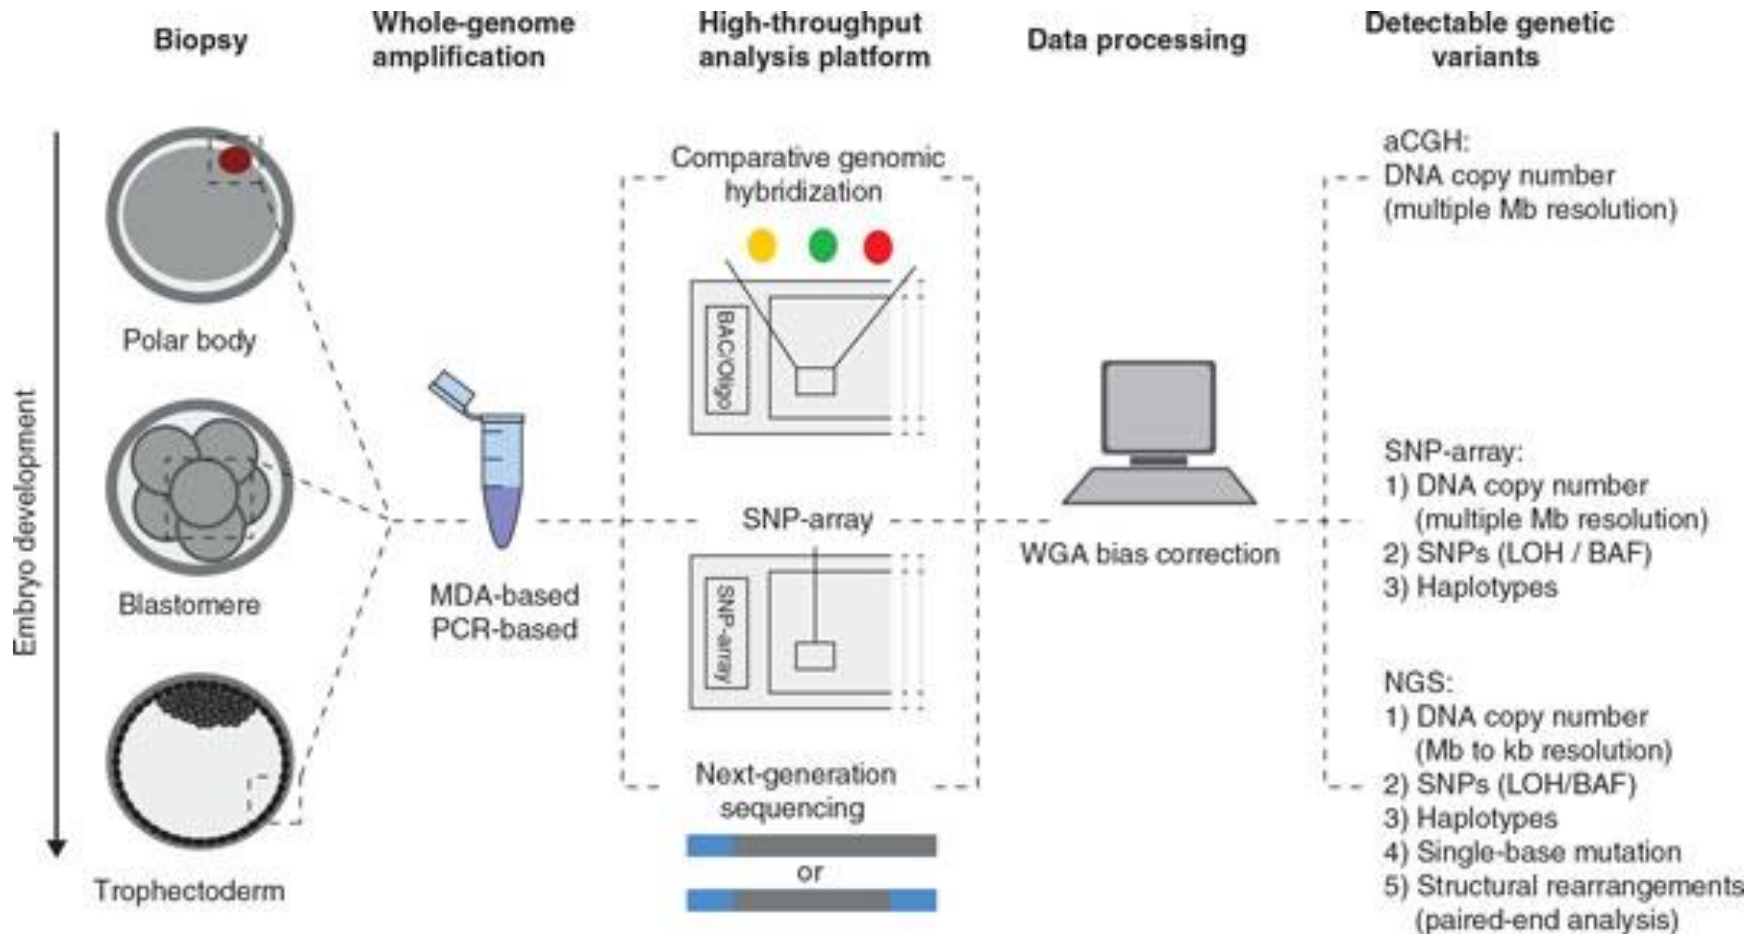 Biopsy
Whole-genome
amplification
High-throughput
analysis platform
Data processing
Detectable genetic
variants
Embryo development
Polar body
Blastomere
Trophectoderm
MDA-based
PCR-based
Comparative genomic
hybridization
BAC/Oligo
SNP-array
SNP-array
Next-generation
sequencing
or
WGA bias correction
aCGH:
DNA copy number
(multiple Mb resolution)
SNP-array:
1) DNA copy number
(multiple Mb resolution)
2) SNPs (LOH / BAF)
3) Haplotypes
NGS:
1) DNA copy number
(Mb to kb resolution)
2) SNPs (LOH/BAF)
3) Haplotypes
4) Single-base mutation
5) Structural rearrangements
(paired-end analysis)